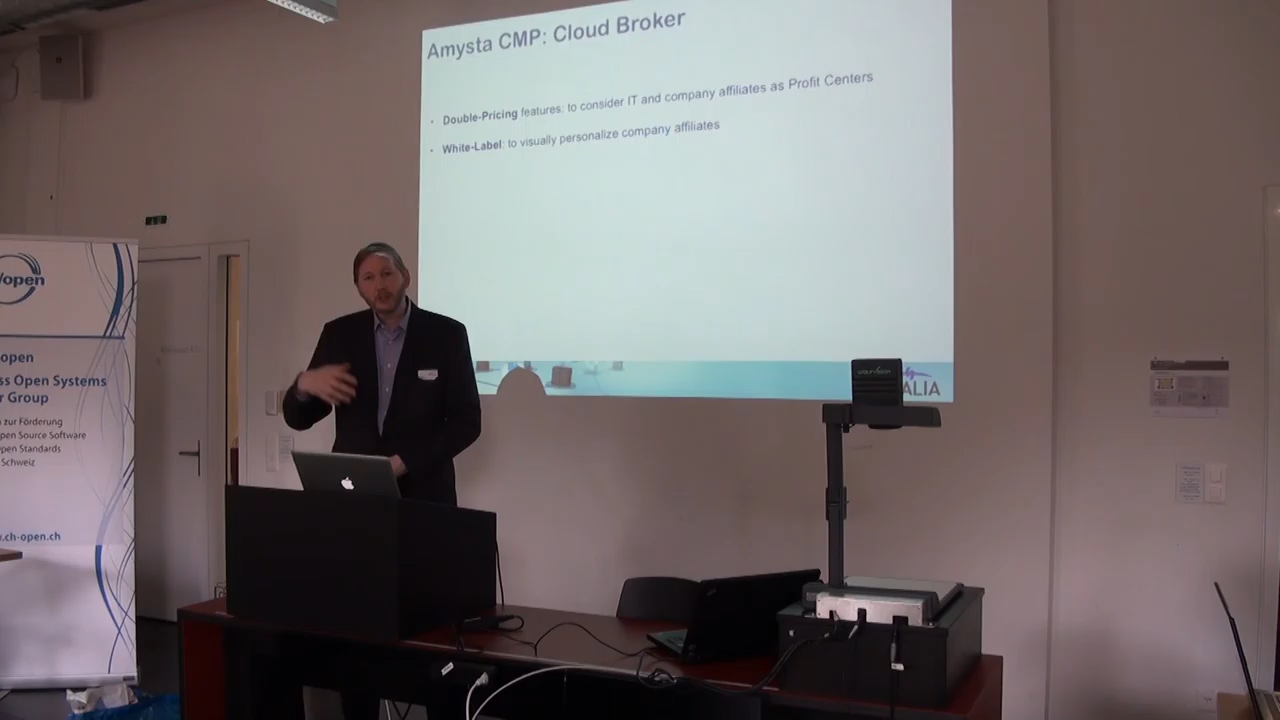 Amysta CMP: Cloud Broker
• Double-Pricing features: to consider IT and company affiliates as Profit Centers
• White-Label: to visually personalize company affiliates
ALIA
WOLFVISION
/open
open
ss Open Systems
r Group
zur Förderung
pen Source Software
pen Standards
Schweiz
.ch-open.ch